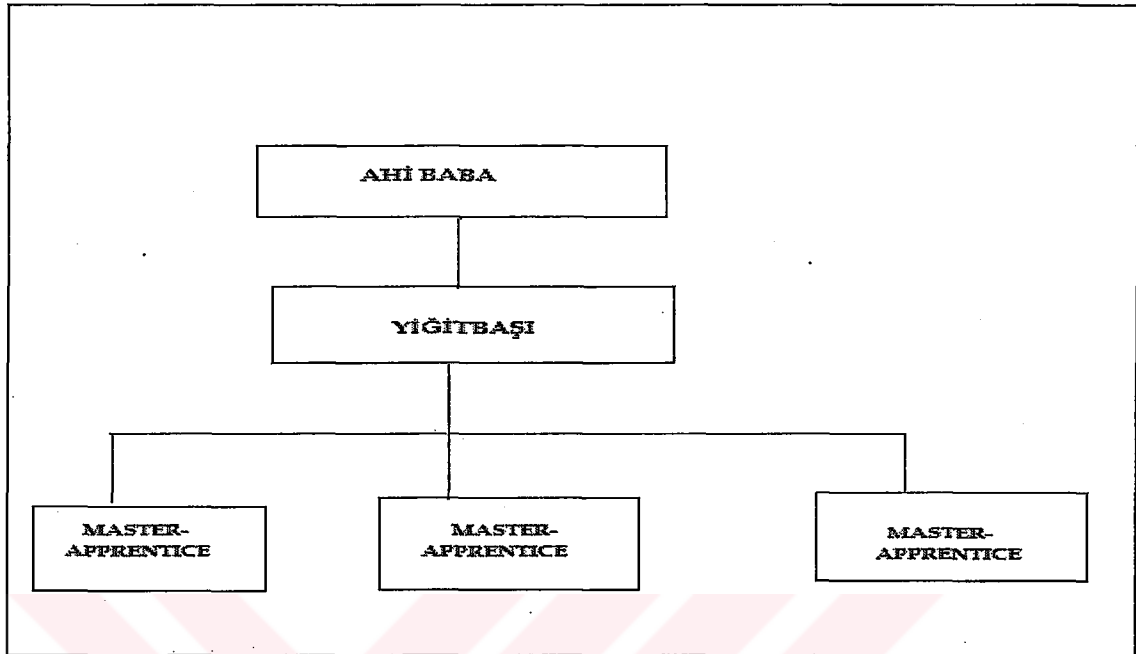 AHİ BABA
YİĞİTBAŞI
MASTER-
APPRENTICE
MASTER-
APPRENTICE
MASTER-
APPRENTICE